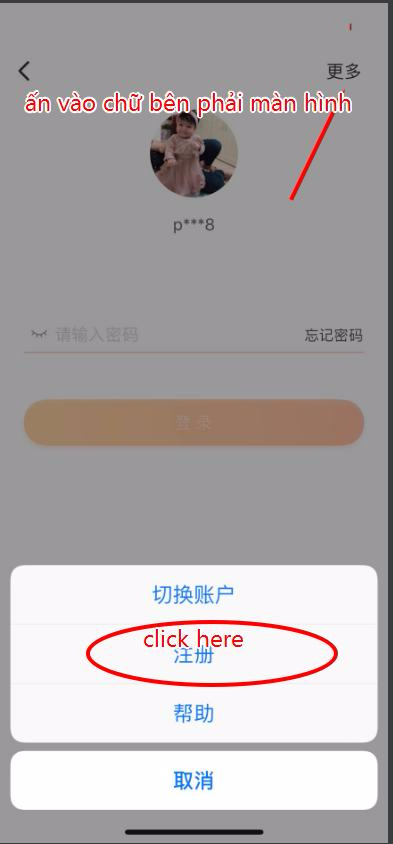 更多
ấn vào chữ bên phải màn hình
p***8
请输入密码
忘记密码
登录
切换账户
click here
注册
帮助
取消